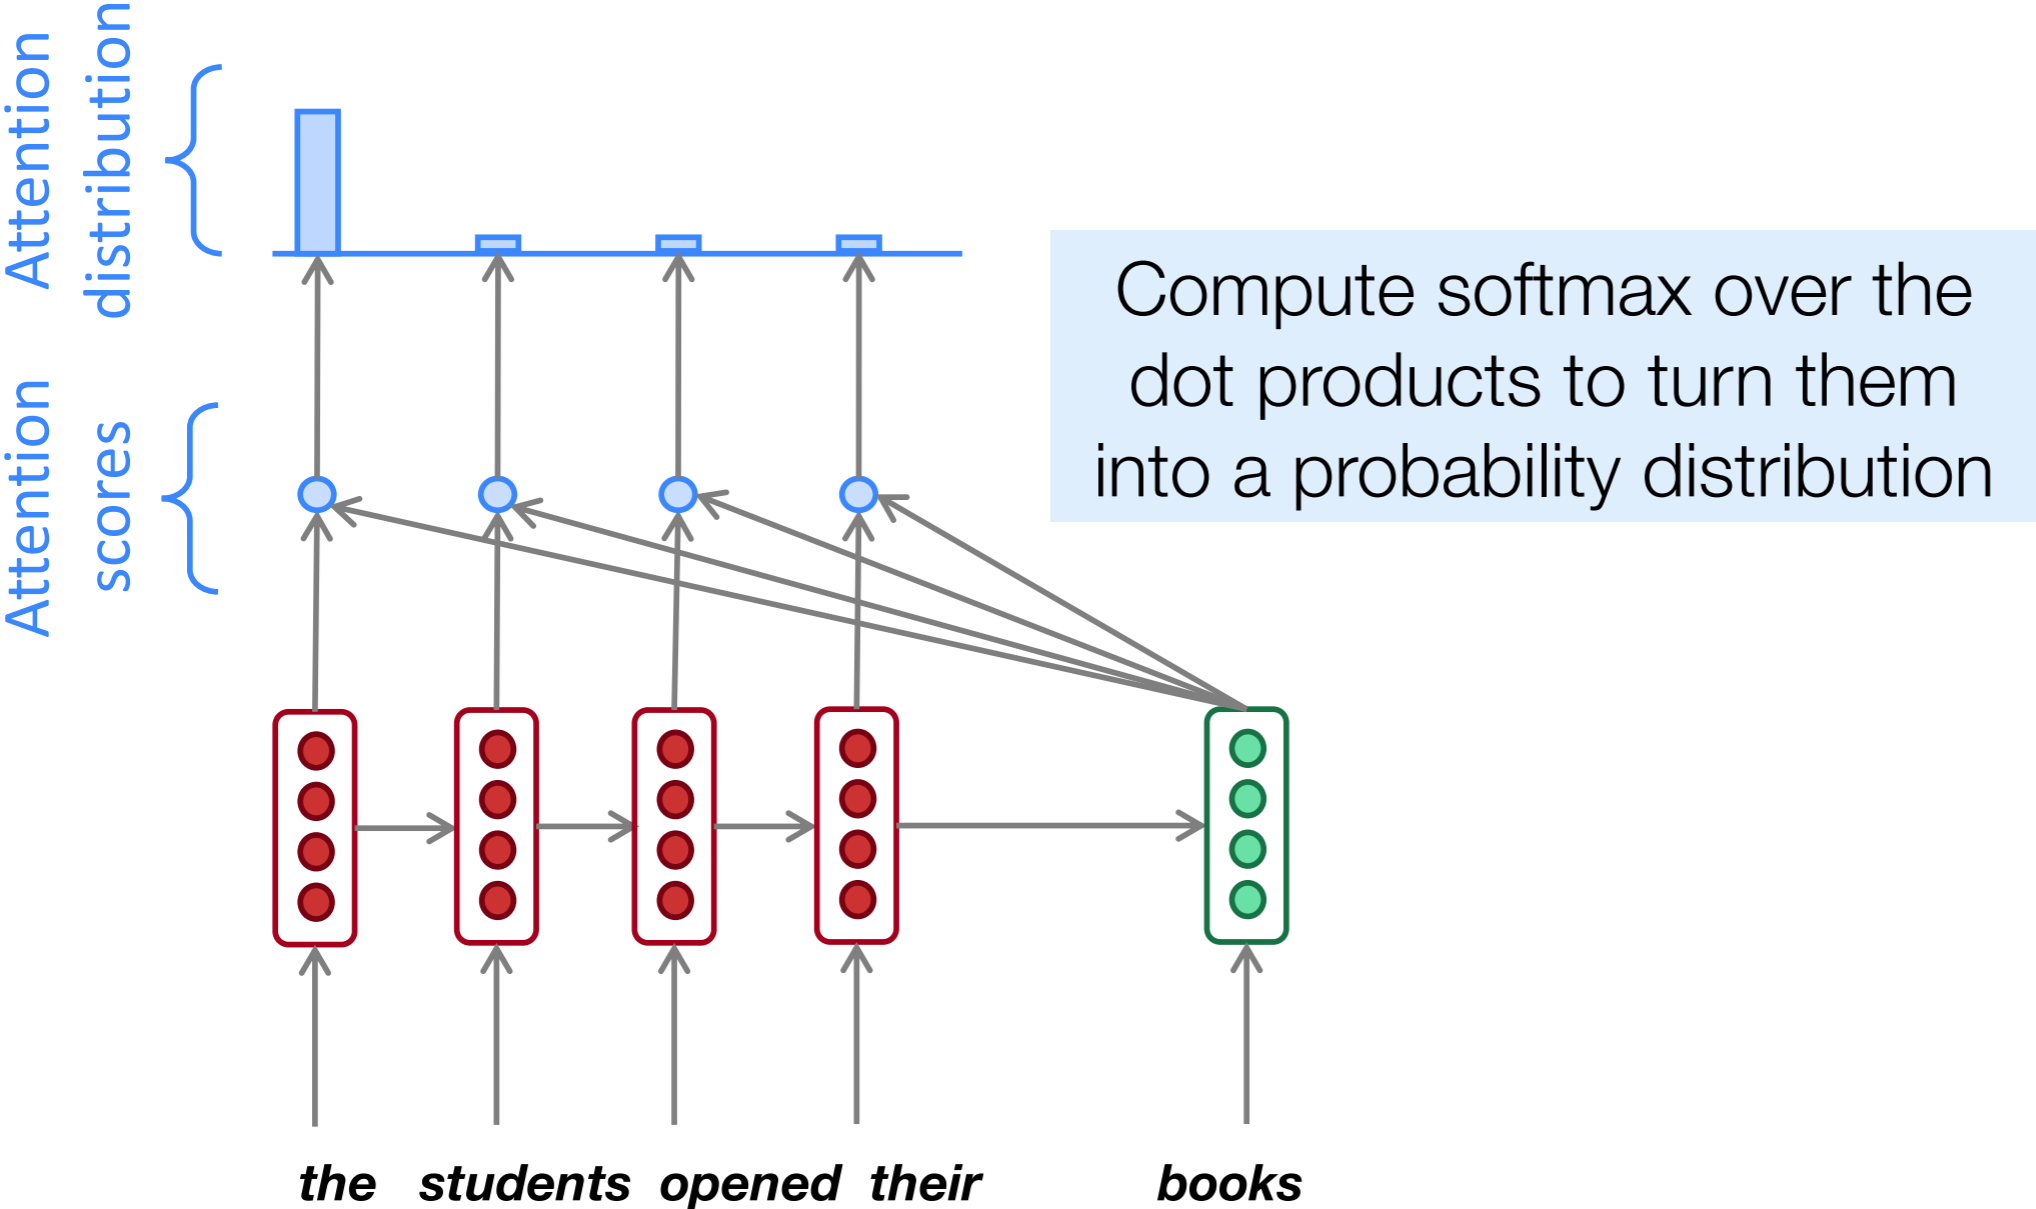 Attention
distribution
Attention
scores
Compute softmax over the
dot products to turn them
into a probability distribution
the students opened their books